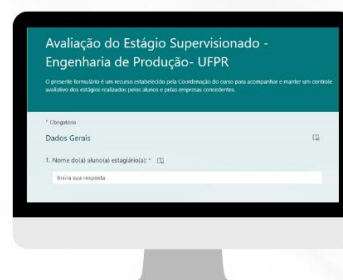 Avaliação do Estágio Supervisionado -
Engenharia de Produção- UFPR
O presente formulário é um recurso estabelecido pela Coordenação do curso para acompanhar e manter um controle
avaliativo dos estágios realizados pelos alunos e pelas empresas concedentes.
* Obrigatório
Dados Gerais
1. Nome do(a) aluno(a) estagiário(a): *
Insira sua resposta